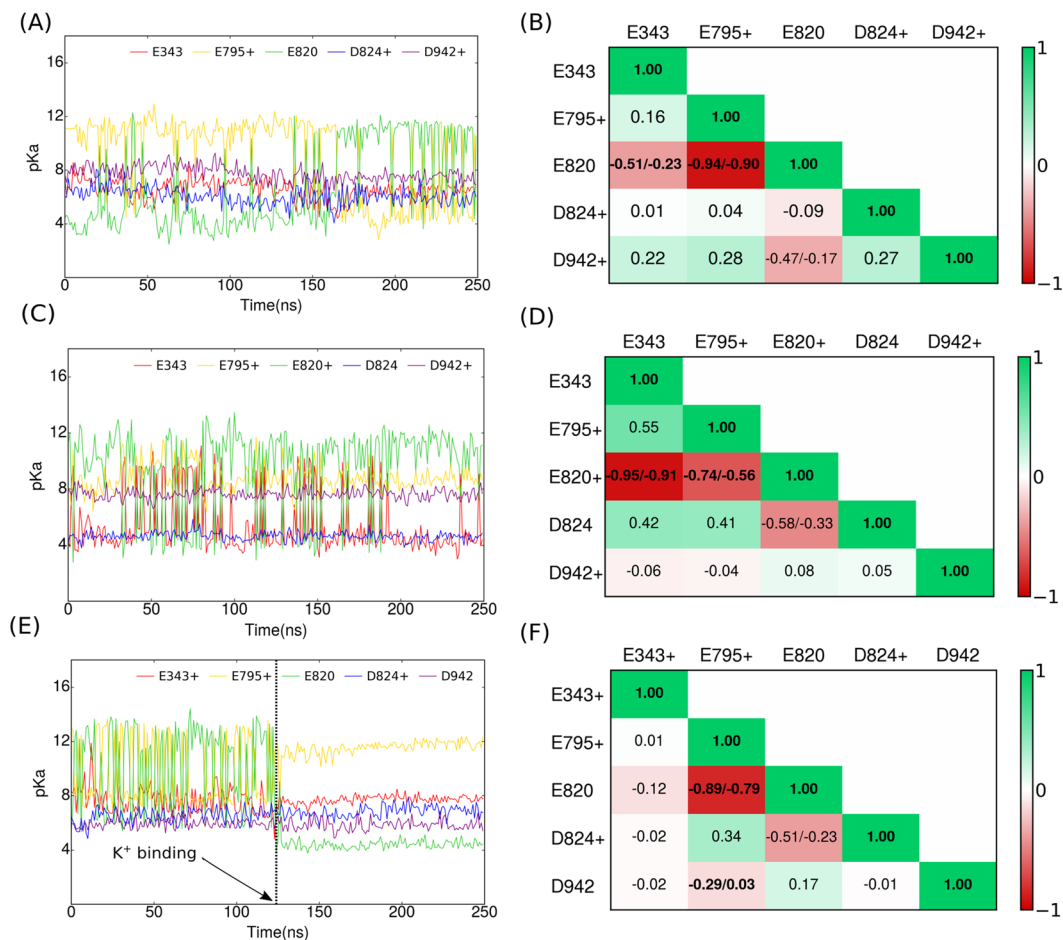 (A)
E343 E795+ E820 D824+ D942+
16
12
8
4
pKa
0 50 100 150 200 250
Time(ns)
(B)
E343 E795+ E820 D824+ D942+
E343 1.00
E795+ 0.16 1.00
E820 -0.51/-0.23 -0.94/-0.90 1.00
D824+ 0.01 0.04 -0.09 1.00
D942+ 0.22 0.28 -0.47/-0.17 0.27 1.00
1
0
−1
(C)
E343 E795+ E820+ D824 D942+
16
12
8
4
pKa
0 50 100 150 200 250
Time(ns)
(D)
E343 E795+ E820+ D824 D942+
E343 1.00
E795+ 0.55 1.00
E820+ -0.95/-0.91 -0.74/-0.56 1.00
D824 0.42 0.41 -0.58/-0.33 1.00
D942+ -0.06 -0.04 0.08 0.05 1.00
1
0
−1
(E)
E343+ E795+ E820 D824+ D942
16
12
8
4
pKa
K⁺ binding
0 50 100 150 200 250
Time(ns)
(F)
E343+ E795+ E820 D824+ D942
E343+ 1.00
E795+ 0.01 1.00
E820 -0.12 -0.89/-0.79 1.00
D824+ -0.02 0.34 -0.51/-0.23 1.00
D942 -0.02 -0.29/0.03 0.17 -0.01 1.00
1
0
−1